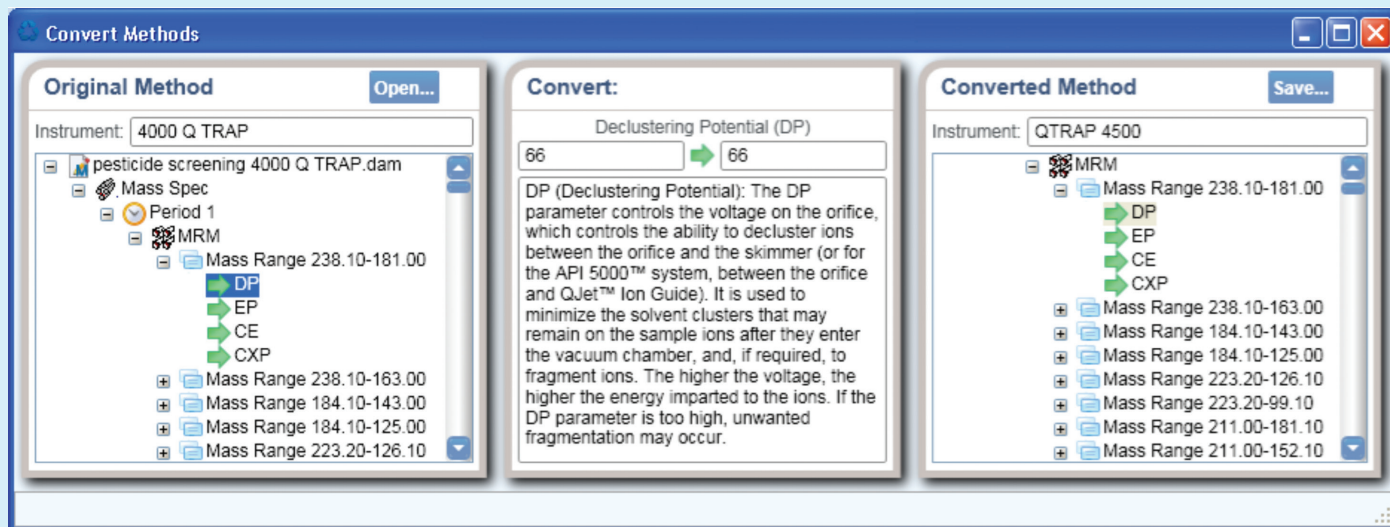 Convert Methods
Original Method
Open...
Instrument:
4000 Q TRAP
pesticide screening 4000 Q TRAP.dam
Mass Spec
Period 1
MRM
Mass Range 238.10-181.00
DP
EP
CE
CXP
Mass Range 238.10-163.00
Mass Range 184.10-143.00
Mass Range 184.10-125.00
Mass Range 223.20-126.10
Convert:
Declustering Potential (DP)
66
66
DP (Declustering Potential): The DP
parameter controls the voltage on the orifice,
which controls the ability to decluster ions
between the orifice and the skimmer (or for
the API 5000™ system, between the orifice
and QJet™ Ion Guide). It is used to
minimize the solvent clusters that may
remain on the sample ions after they enter
the vacuum chamber, and, if required, to
fragment ions. The higher the voltage, the
higher the energy imparted to the ions. If the
DP parameter is too high, unwanted
fragmentation may occur.
Converted Method
Save...
Instrument:
QTRAP 4500
MRM
Mass Range 238.10-181.00
DP
EP
CE
CXP
Mass Range 238.10-163.00
Mass Range 184.10-143.00
Mass Range 184.10-125.00
Mass Range 223.20-126.10
Mass Range 223.20-99.10
Mass Range 211.00-181.10
Mass Range 211.00-152.10